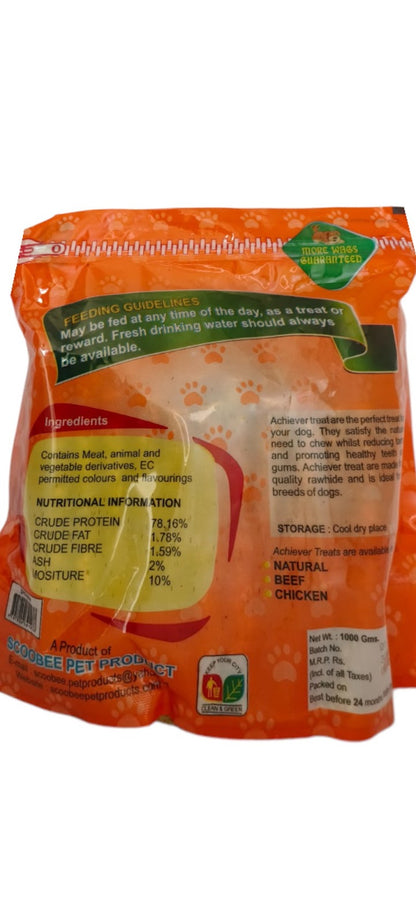 MORE WAGS
GUARANTEED
FEEDING GUIDELINES
May be fed at any time of the day, as a treat or
reward. Fresh drinking water should always
be available.
Ingredients
Contains Meat, animal and
vegetable derivatives, EC
permitted colours and flavourings
NUTRITIONAL INFORMATION
CRUDE PROTEIN 78.16%
CRUDE FAT 1.78%
CRUDE FIBRE 1.59%
ASH 2%
MOSITURE 10%
Achiever treat are the perfect
your dog. They satisfy the
need to chew whilst reducing
and promoting healthy teeth
gums. Achiever treat are made
quality rawhide and is ideal
breeds of dogs.
STORAGE : Cool dry place
Achiever Treats are available
NATURAL
BEEF
CHICKEN
A Product of
SCOOBEE PET PRODUCT
E-mail : scoobee.petproducts@
Website : scoobeepetproducts.com
KEEP YOUR CITY
CLEAN & GREEN
Net Wt. : 1000 Gms.
Batch No.
M.R.P. Rs.
(Incl. of all Taxes)
Packed on
Best before 24 months